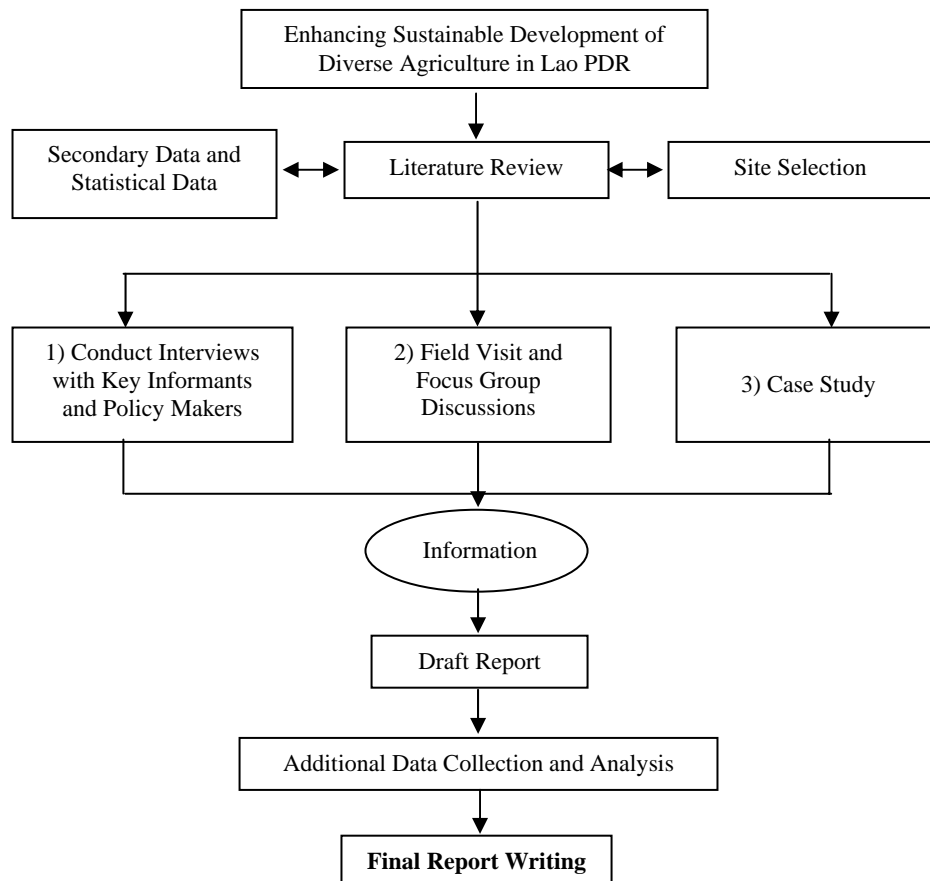 Enhancing Sustainable Development of
Diverse Agriculture in Lao PDR
Secondary Data and
Statistical Data
Literature Review
Site Selection
1) Conduct Interviews
with Key Informants
and Policy Makers
2) Field Visit and
Focus Group
Discussions
3) Case Study
Information
Draft Report
Additional Data Collection and Analysis
Final Report Writing